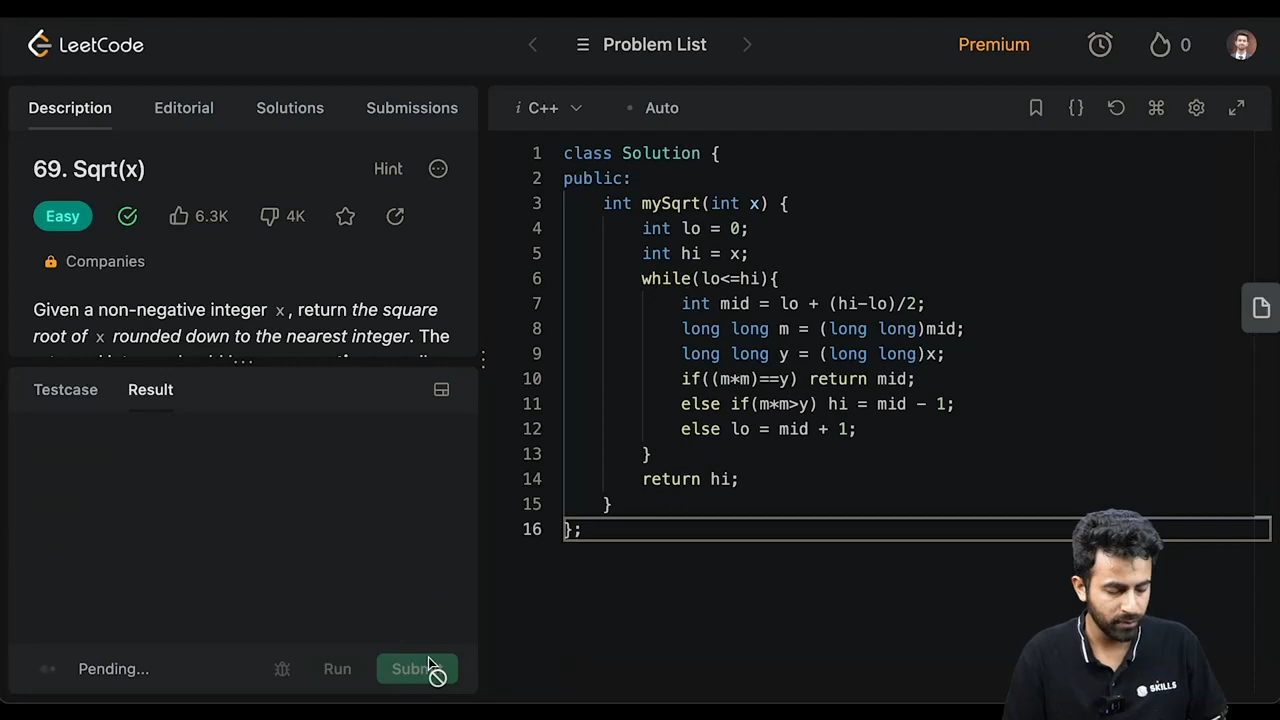 LeetCode
Problem List
Premium
0
Description Editorial Solutions Submissions
69. Sqrt(x)
Hint
Easy
6.3K
4K
Companies
Given a non-negative integer x, return the square
root of x rounded down to the nearest integer. The
Testcase Result
Pending...
Run
i C++
• Auto
1 class Solution {
2 public:
3 int mySqrt(int x) {
4 int lo = 0;
5 int hi = x;
6 while(lo<=hi){
7 int mid = lo + (hi-lo)/2;
8 long long m = (long long)mid;
9 long long y = (long long)x;
10 if((m*m)==y) return mid;
11 else if(m*m>y) hi = mid - 1;
12 else lo = mid + 1;
13 }
14 return hi;
15 }
16 };
SKILLS